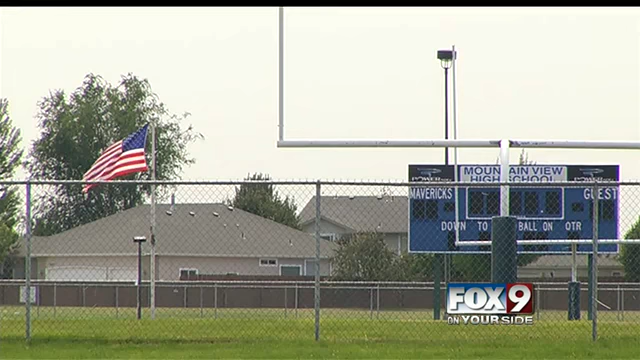 MOUNTAIN VIEW
HIGH SCHOOL
MAVERICKS
GUEST
DOWN TO BALL ON QTR
FOX 9
ON YOUR SIDE